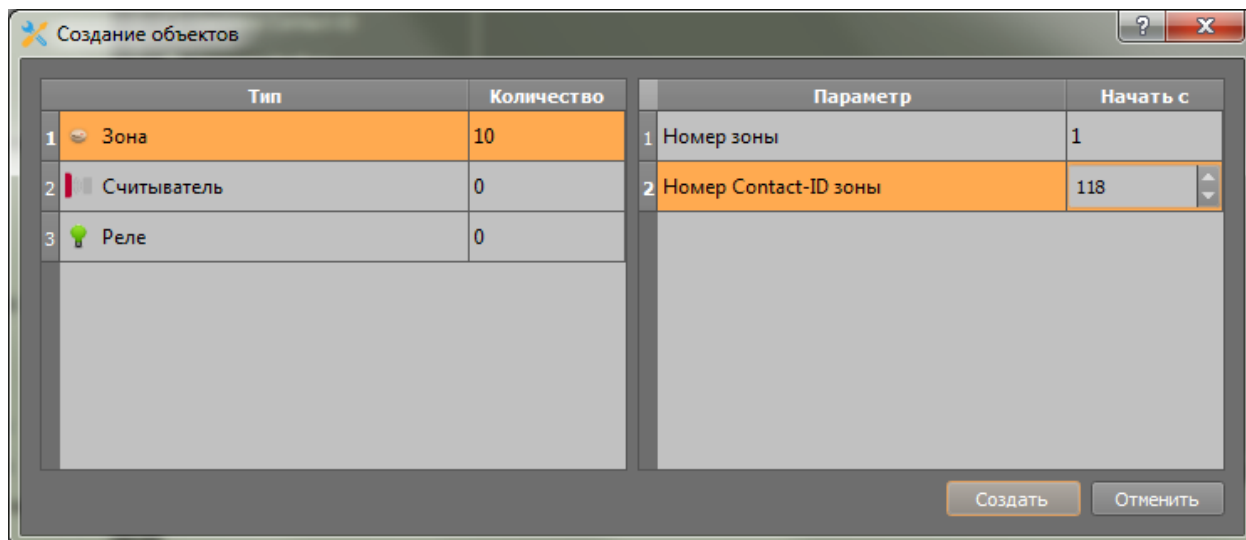 Создание объектов
?
Тип Количество
1 Зона 10
2 Считыватель 0
3 Реле 0
Параметр Начать с
1 Номер зоны 1
2 Номер Contact-ID зоны 118
Создать Отменить